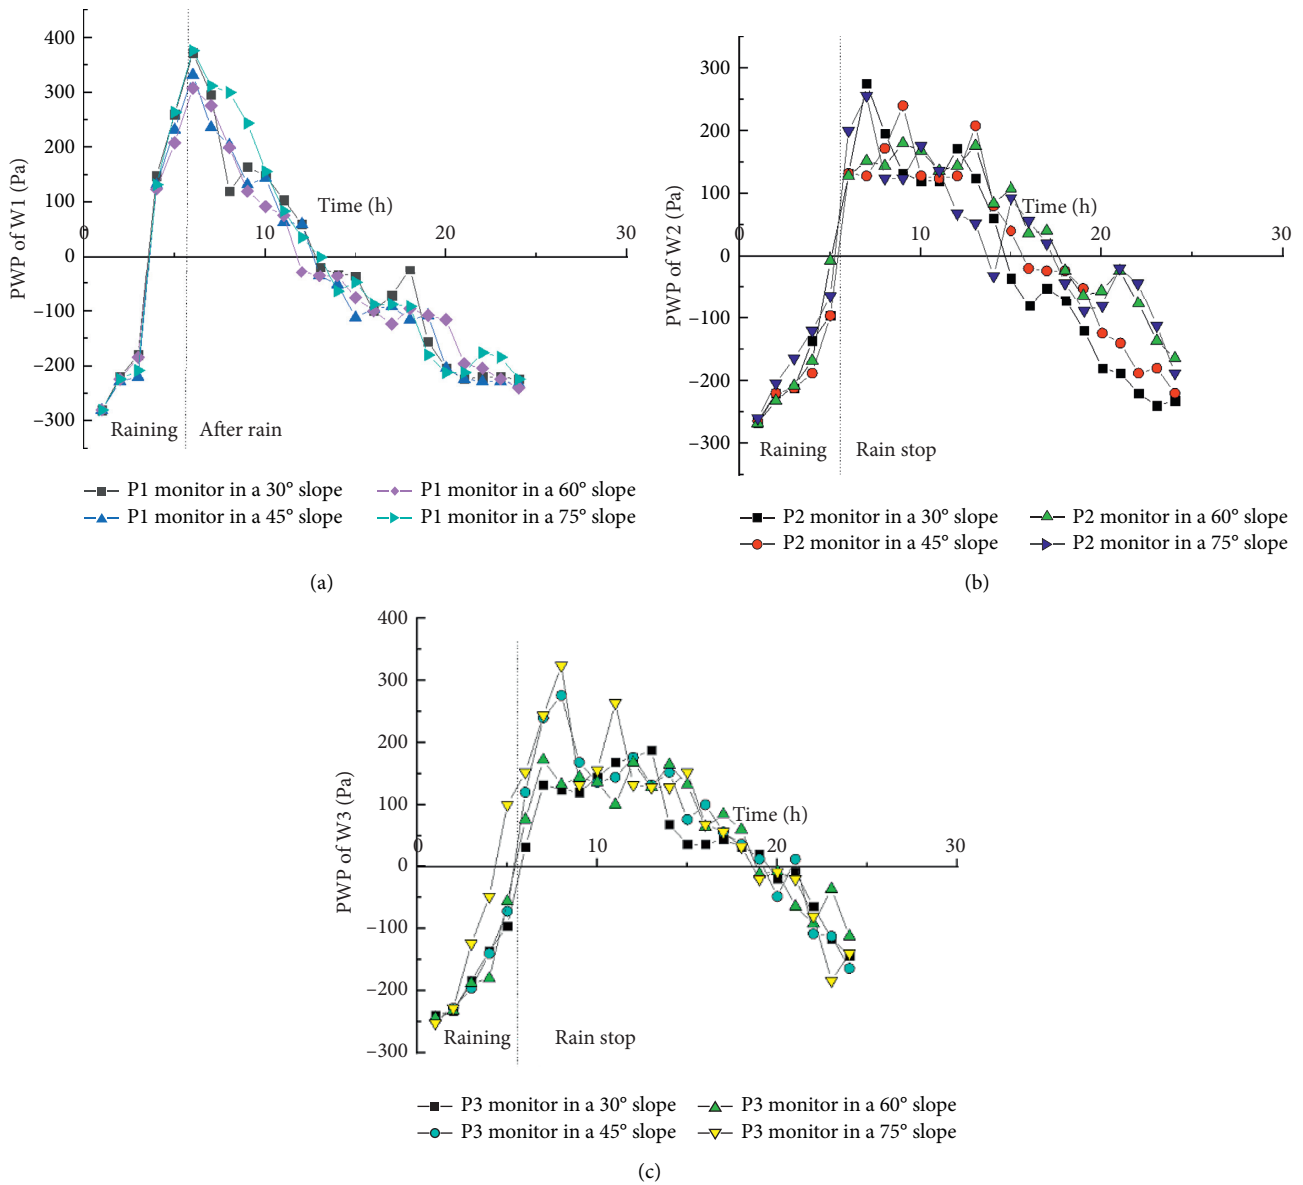 400
300
200
100
0
−100
−200
−300
PWP of W1 (Pa)
Time (h)
0
10
20
30
Raining
After rain
P1 monitor in a 30° slope
P1 monitor in a 45° slope
P1 monitor in a 60° slope
P1 monitor in a 75° slope
(a)
300
200
100
0
−100
−200
−300
PWP of W2 (Pa)
Time (h)
0
10
20
30
Raining
Rain stop
P2 monitor in a 30° slope
P2 monitor in a 45° slope
P2 monitor in a 60° slope
P2 monitor in a 75° slope
(b)
400
300
200
100
0
−100
−200
−300
PWP of W3 (Pa)
Time (h)
0
10
20
30
Raining
Rain stop
P3 monitor in a 30° slope
P3 monitor in a 45° slope
P3 monitor in a 60° slope
P3 monitor in a 75° slope
(c)